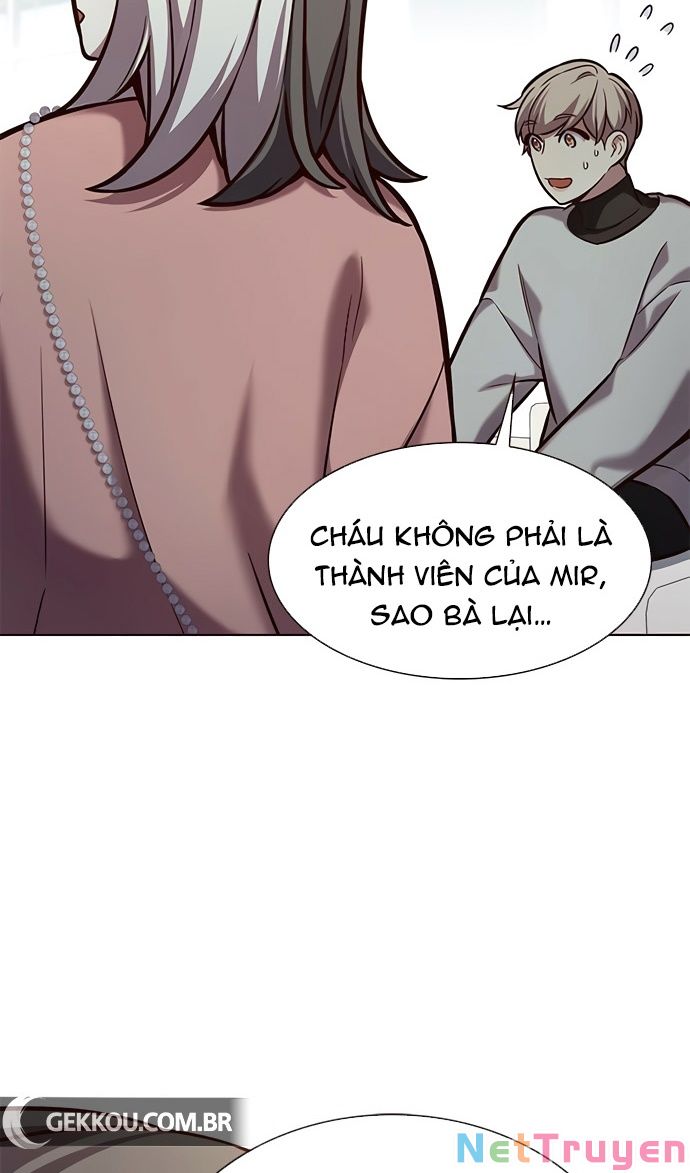 CHÁU KHÔNG PHẢI LÀ
THÀNH VIÊN CỦA MIR,
SAO BÀ LẠI...
GEKKOU.COM.BR
NetTruyen